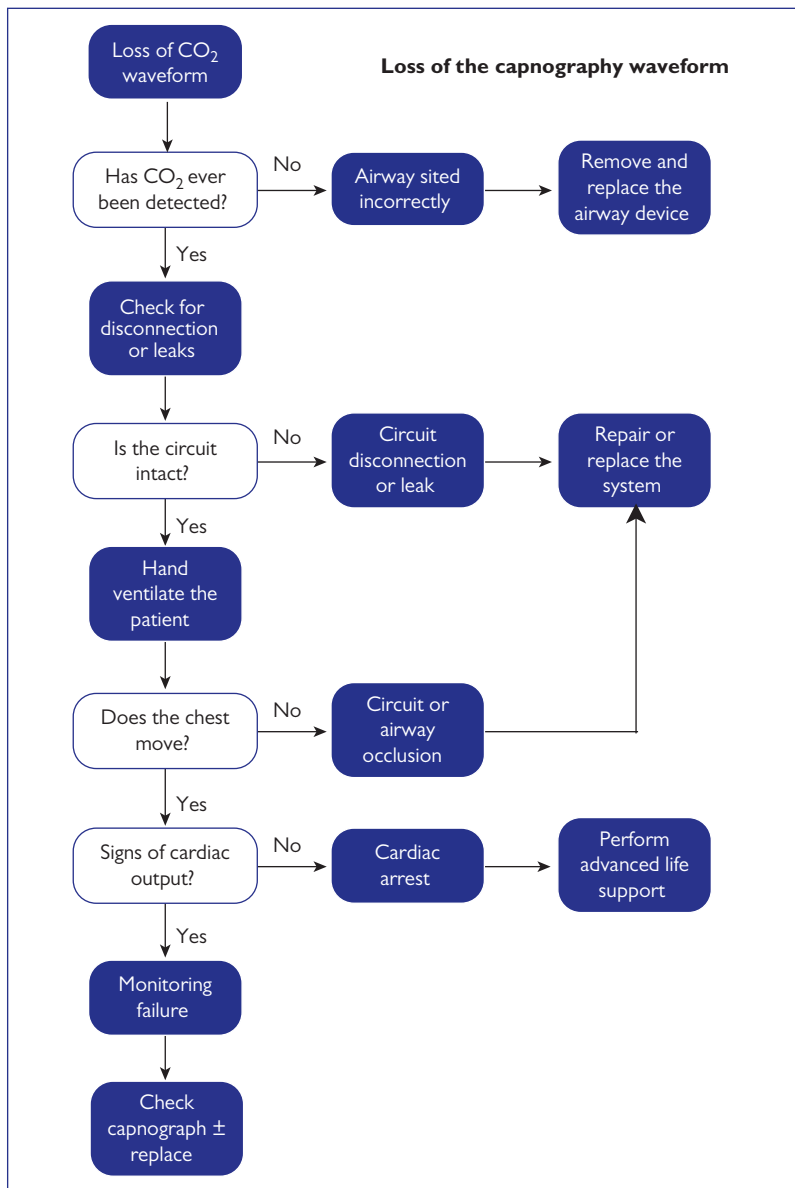 Loss of CO₂
waveform
Loss of the capnography waveform
Has CO₂ ever
been detected?
No
Airway sited
incorrectly
Remove and
replace the
airway device
Yes
Check for
disconnection
or leaks
Is the circuit
intact?
No
Circuit
disconnection
or leak
Repair or
replace the
system
Yes
Hand
ventilate the
patient
Does the chest
move?
No
Circuit or
airway
occlusion
Yes
Signs of cardiac
output?
No
Cardiac
arrest
Perform
advanced life
support
Yes
Monitoring
failure
Check
capnograph ±
replace